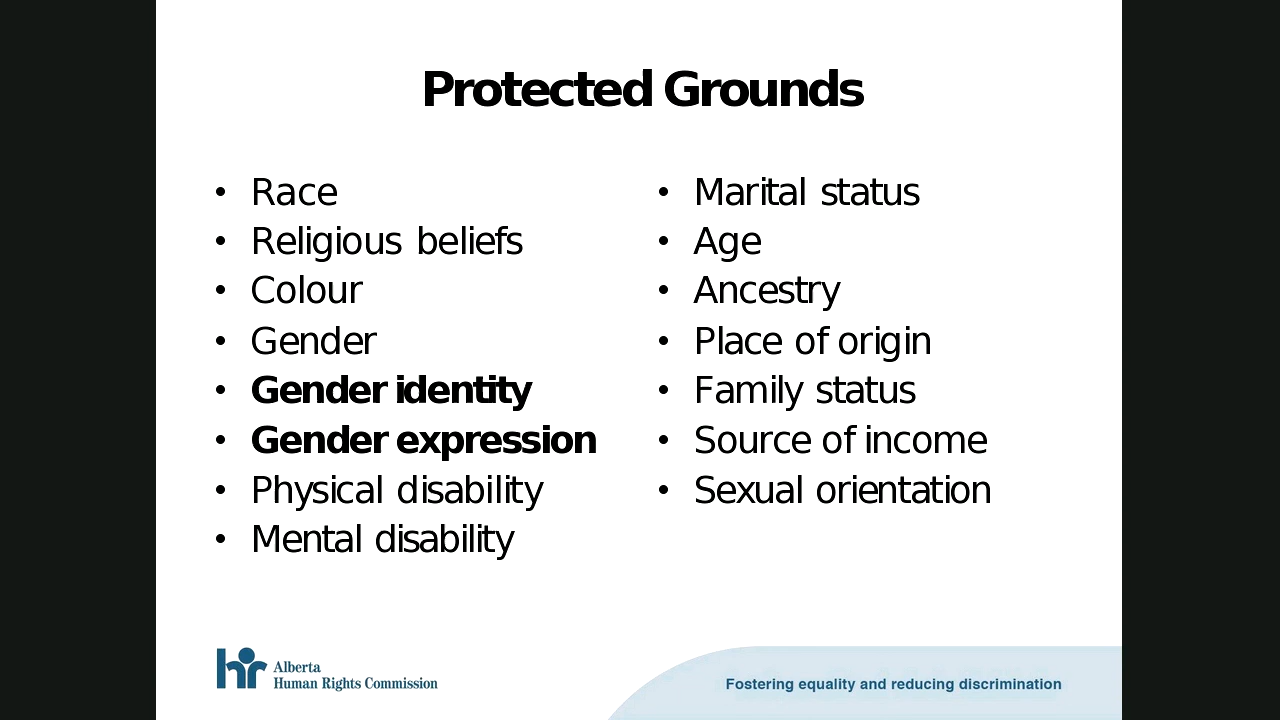 Protected Grounds
• Race
• Religious beliefs
• Colour
• Gender
• Gender identity
• Gender expression
• Physical disability
• Mental disability
• Marital status
• Age
• Ancestry
• Place of origin
• Family status
• Source of income
• Sexual orientation
hr
Alberta
Human Rights Commission
Fostering equality and reducing discrimination